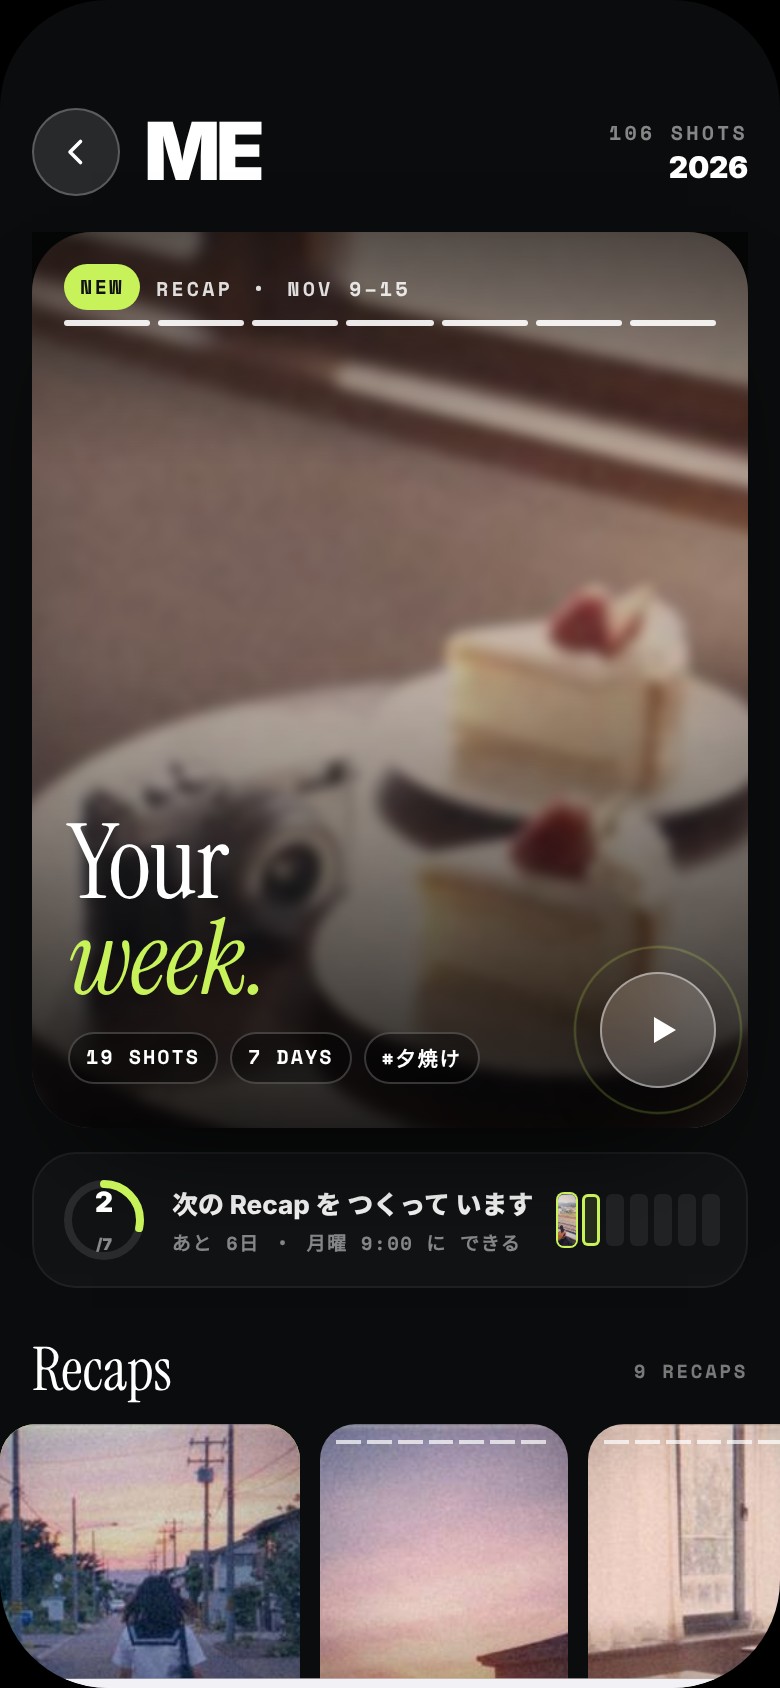 ME
106 SHOTS
2026
NEW RECAP • NOV 9–15
Your
week.
19 SHOTS 7 DAYS #夕焼け
2
/7
次の Recap を つくって います
あと 6日 ・ 月曜 9:00 に できる
Recaps
9 RECAPS